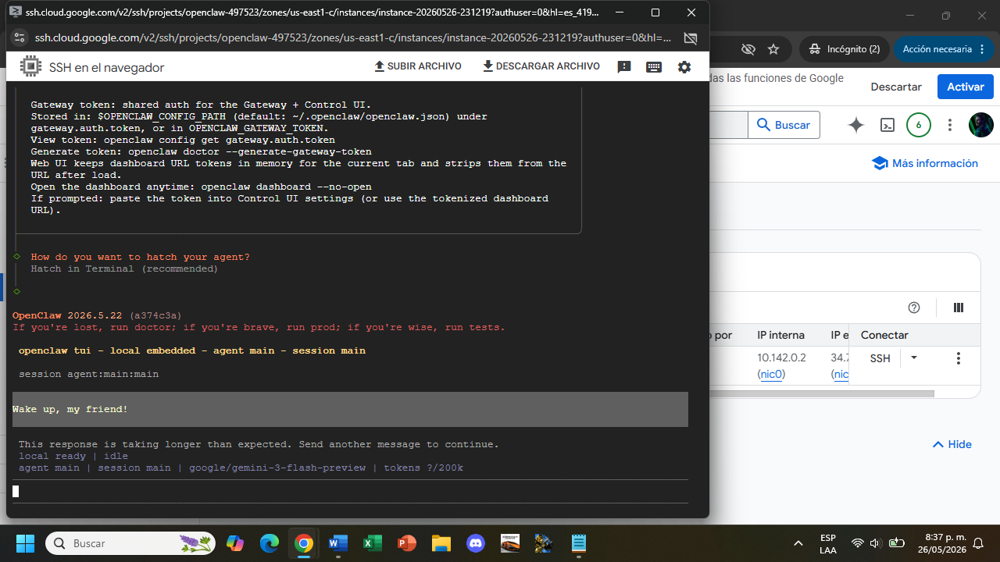 ssh.cloud.google.com/v2/ssh/projects/openclaw-497523/zones/us-east1-c/instances/instance-20260526-231219?authuser=0&hl=es_419...
ssh.cloud.google.com/v2/ssh/projects/openclaw-497523/zones/us-east1-c/instances/instance-20260526-231219?authuser=0&hl=...
SSH en el navegador
SUBIR ARCHIVO
DESCARGAR ARCHIVO
Gateway token: shared auth for the Gateway + Control UI.
Stored in: $OPENCLAW_CONFIG_PATH (default: ~/.openclaw/openclaw.json) under
gateway.auth.token, or in OPENCLAW_GATEWAY_TOKEN.
View token: openclaw config get gateway.auth.token
Generate token: openclaw doctor --generate-gateway-token
Web UI keeps dashboard URL tokens in memory for the current tab and strips them from the
URL after load.
Open the dashboard anytime: openclaw dashboard --no-open
If prompted: paste the token into Control UI settings (or use the tokenized dashboard
URL).
How do you want to hatch your agent?
Hatch in Terminal (recommended)
OpenClaw 2026.5.22 (a374c3a)
If you're lost, run doctor; if you're brave, run prod; if you're wise, run tests.
openclaw tui - local embedded - agent main - session main
session agent:main:main
Wake up, my friend!
This response is taking longer than expected. Send another message to continue.
local ready | idle
agent main | session main | google/gemini-3-flash-preview | tokens ?/200k
Incógnito (2)
Acción necesaria
las funciones de Google
Descartar
Activar
Buscar
6
Más información
por
IP interna
IP e
Conectar
10.142.0.2
34.7
SSH
(nic0)
(nic
Hide
Buscar
ESP
LAA
8:37 p. m.
26/05/2026